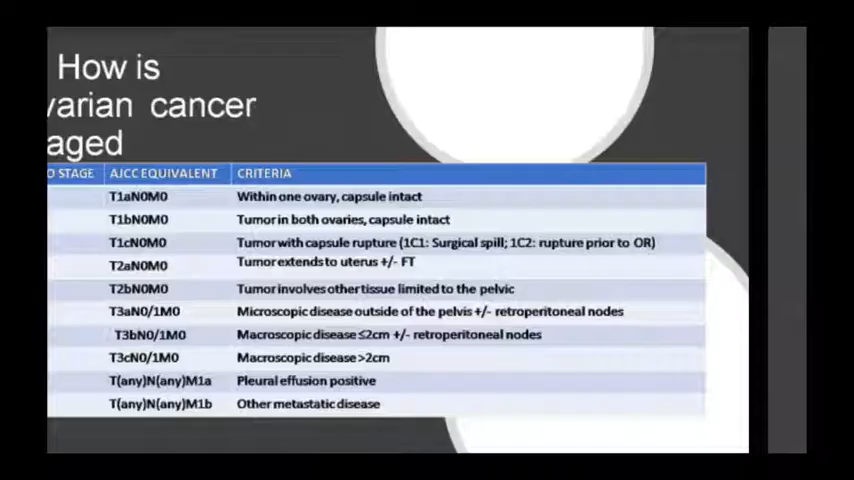 How is
varian cancer
aged
O STAGE AJCC EQUIVALENT CRITERIA
T1aN0M0 Within one ovary, capsule intact
T1bN0M0 Tumor in both ovaries, capsule intact
T1cN0M0 Tumor with capsule rupture (1C1: Surgical spill; 1C2: rupture prior to OR)
T2aN0M0 Tumor extends to uterus +/- FT
T2bN0M0 Tumor involves other tissue limited to the pelvic
T3aN0/1M0 Microscopic disease outside of the pelvis +/- retroperitoneal nodes
T3bN0/1M0 Macroscopic disease ≤2cm +/- retroperitoneal nodes
T3cN0/1M0 Macroscopic disease >2cm
T(any)N(any)M1a Pleural effusion positive
T(any)N(any)M1b Other metastatic disease